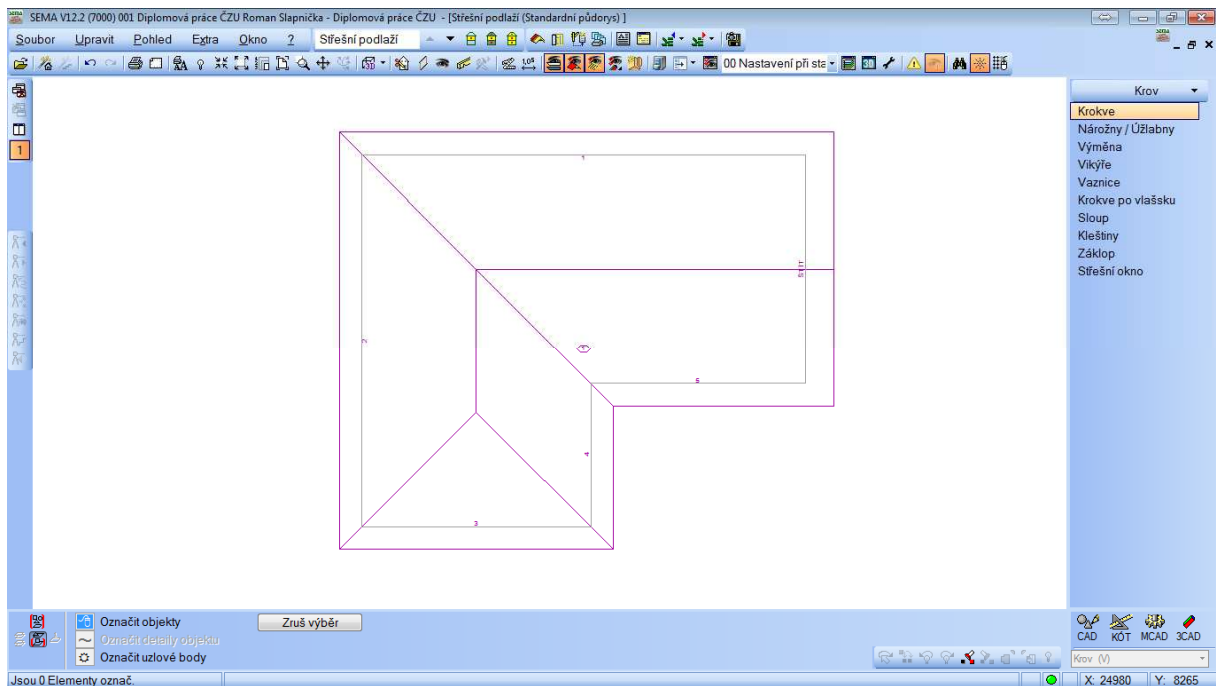 SEMA V12.2 (7000) 001 Diplomová práce ČZU Roman Slapnička - Diplomová práce ČZU - [Střešní podlaží (Standardní půdorys) ]
Soubor Upravit Pohled Extra Okno ? Střešní podlaží
00 Nastavení při sta
Krov
1
Krokve
Nárožny / Úžlabny
Výměna
Vikýře
Vaznice
Krokve po vlašsku
Sloup
Kleštiny
Záklop
Střešní okno
1
2
5
4
3
Označit objekty
Zruš výběr
Označit detaily objektu
Označit uzlové body
CAD KÓT MCAD 3CAD
Krov (V)
Jsou 0 Elementy označ.
X: 24980 Y: 8265